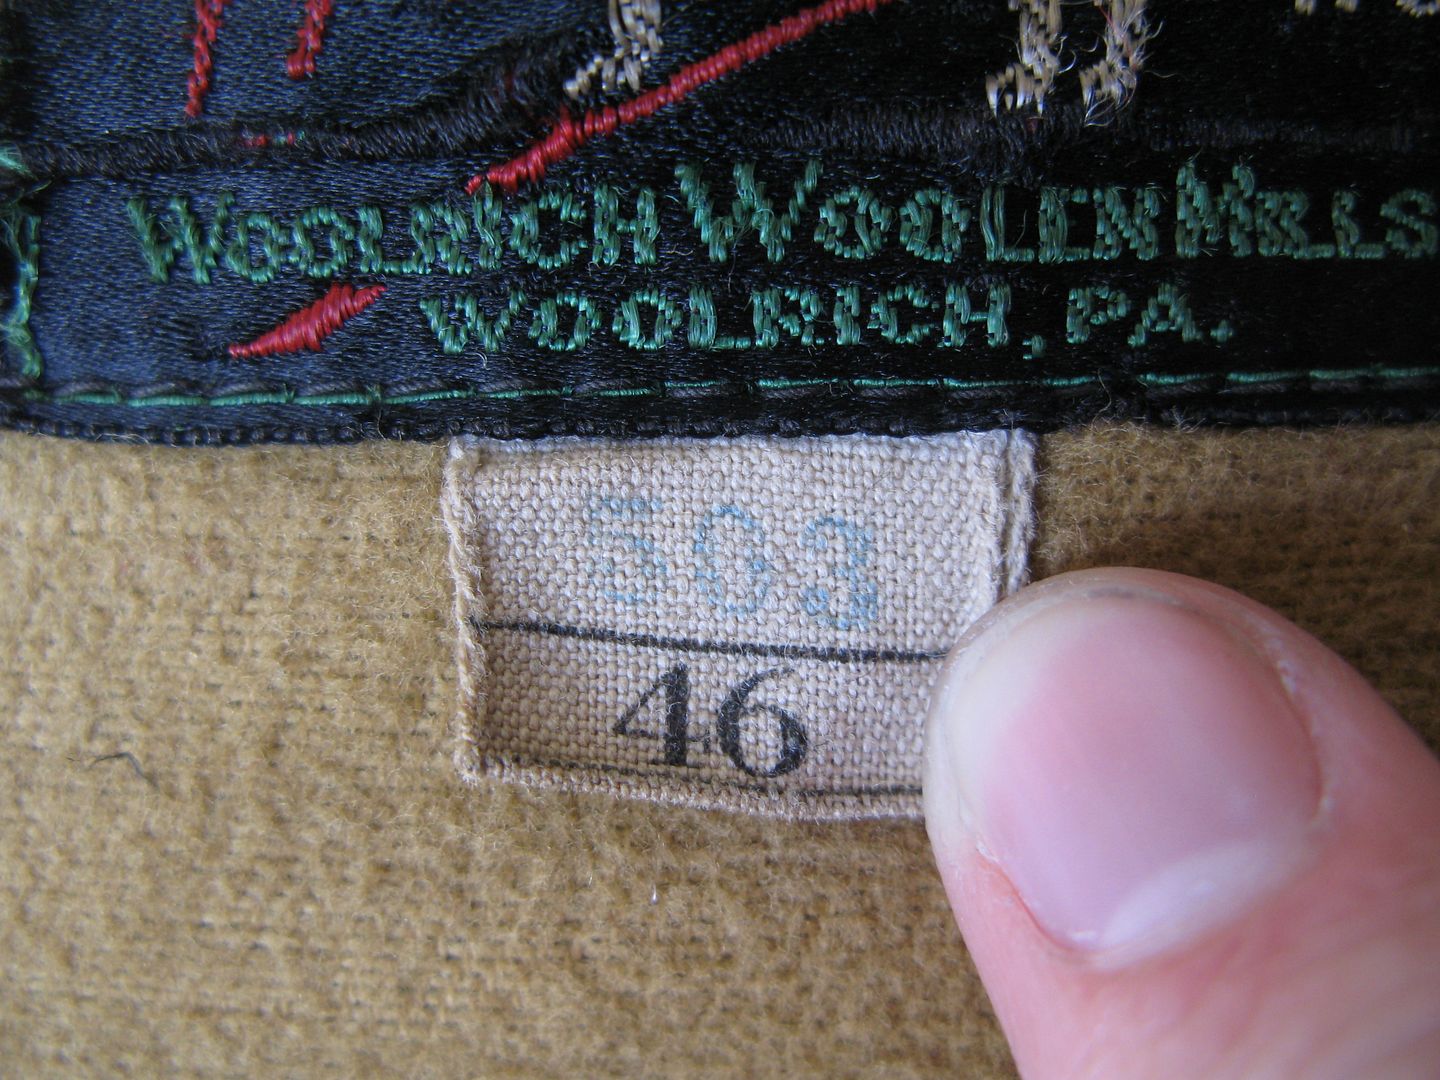 WOOLRICH WOOLEN MILLS
WOOLRICH, PA.
503
46